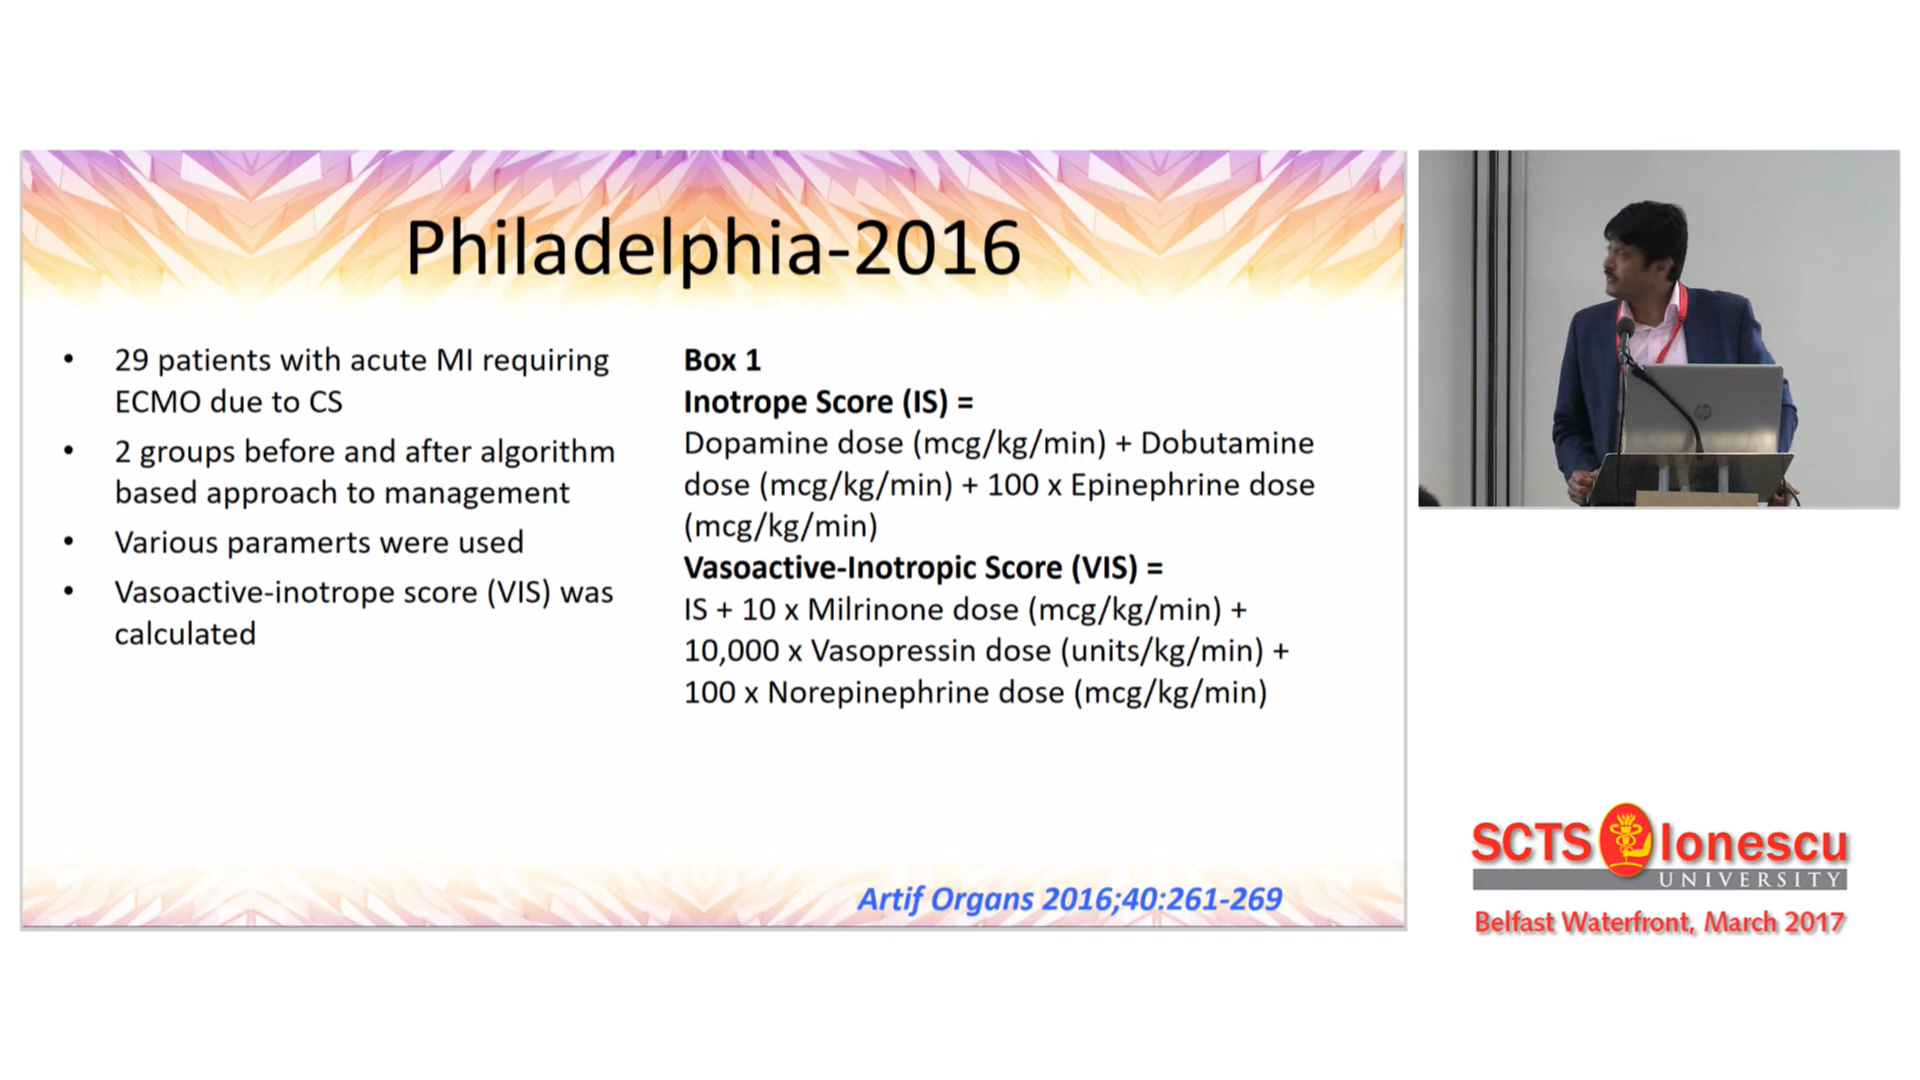 Philadelphia-2016
• 29 patients with acute MI requiring
ECMO due to CS
• 2 groups before and after algorithm
based approach to management
• Various paramerts were used
• Vasoactive-inotrope score (VIS) was
calculated
Box 1
Inotrope Score (IS) =
Dopamine dose (mcg/kg/min) + Dobutamine
dose (mcg/kg/min) + 100 x Epinephrine dose
(mcg/kg/min)
Vasoactive-Inotropic Score (VIS) =
IS + 10 x Milrinone dose (mcg/kg/min) +
10,000 x Vasopressin dose (units/kg/min) +
100 x Norepinephrine dose (mcg/kg/min)
Artif Organs 2016;40:261-269
hp
SCTS Ionescu
UNIVERSITY
Belfast Waterfront, March 2017